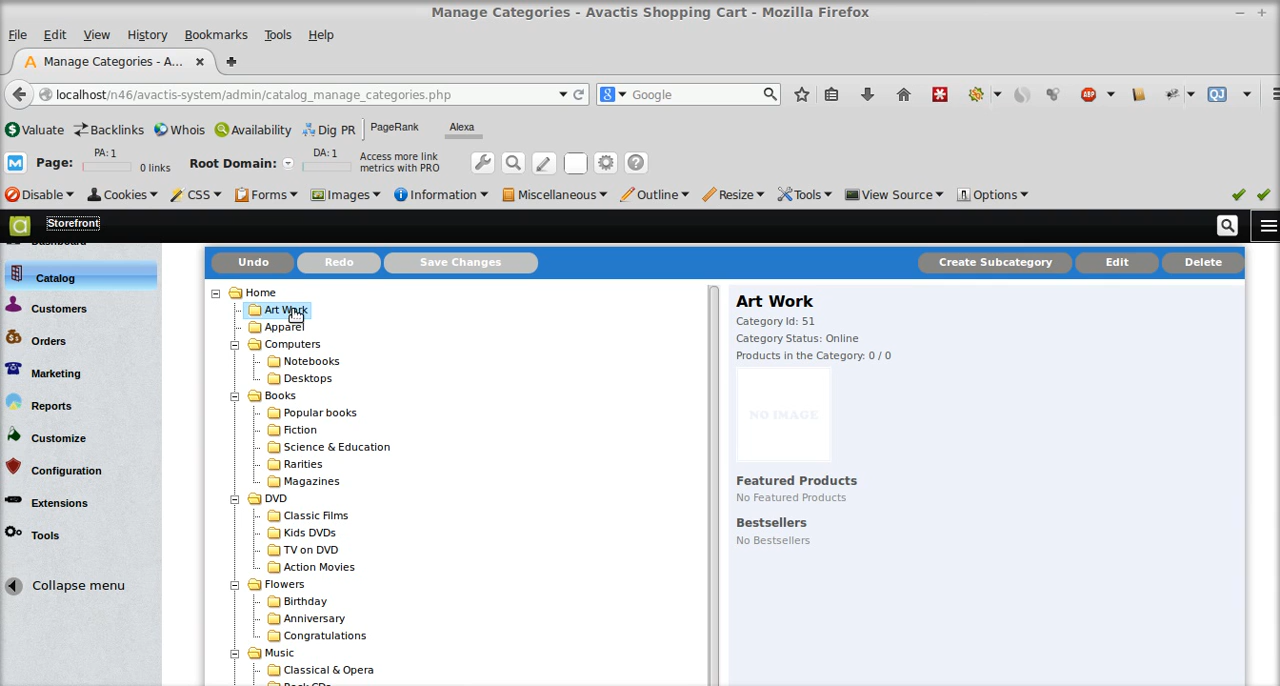 Manage Categories - Avactis Shopping Cart - Mozilla Firefox
File Edit View History Bookmarks Tools Help
Manage Categories - A...
localhost/n46/avactis-system/admin/catalog_manage_categories.php Google
Valuate Backlinks Whois Availability Dig PR PageRank Alexa
Page: PA: 1 0 links Root Domain: DA: 1 Access more link metrics with PRO
Disable Cookies CSS Forms Images Information Miscellaneous Outline Resize Tools View Source Options
Storefront
Dashboard
Catalog
Customers
Orders
Marketing
Reports
Customize
Configuration
Extensions
Tools
Collapse menu
Undo Redo Save Changes Create Subcategory Edit Delete
Home
Art Work
Apparel
Computers
Notebooks
Desktops
Books
Popular books
Fiction
Science & Education
Rarities
Magazines
DVD
Classic Films
Kids DVDs
TV on DVD
Action Movies
Flowers
Birthday
Anniversary
Congratulations
Music
Classical & Opera
Rock CDs
Art Work
Category Id: 51
Category Status: Online
Products in the Category: 0 / 0
NO IMAGE
Featured Products
No Featured Products
Bestsellers
No Bestsellers